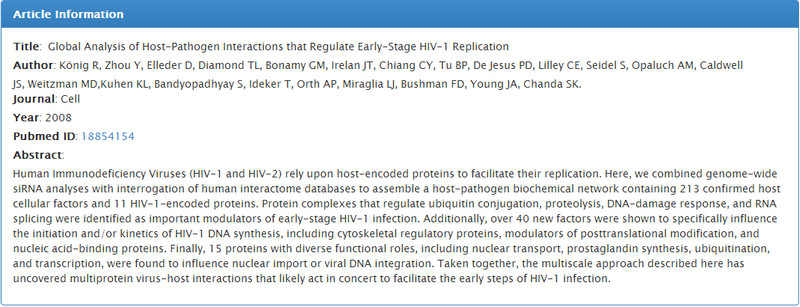 Article Information
Title: Global Analysis of Host-Pathogen Interactions that Regulate Early-Stage HIV-1 Replication
Author: König R, Zhou Y, Elleder D, Diamond TL, Bonamy GM, Irelan JT, Chiang CY, Tu BP, De Jesus PD, Lilley CE, Seidel S, Opaluch AM, Caldwell
JS, Weitzman MD,Kuhen KL, Bandyopadhyay S, Ideker T, Orth AP, Miraglia LJ, Bushman FD, Young JA, Chanda SK.
Journal: Cell
Year: 2008
Pubmed ID: 18854154
Abstract:
Human Immunodeficiency Viruses (HIV-1 and HIV-2) rely upon host-encoded proteins to facilitate their replication. Here, we combined genome-wide
siRNA analyses with interrogation of human interactome databases to assemble a host-pathogen biochemical network containing 213 confirmed host
cellular factors and 11 HIV-1-encoded proteins. Protein complexes that regulate ubiquitin conjugation, proteolysis, DNA-damage response, and RNA
splicing were identified as important modulators of early-stage HIV-1 infection. Additionally, over 40 new factors were shown to specifically influence
the initiation and/or kinetics of HIV-1 DNA synthesis, including cytoskeletal regulatory proteins, modulators of posttranslational modification, and
nucleic acid-binding proteins. Finally, 15 proteins with diverse functional roles, including nuclear transport, prostaglandin synthesis, ubiquitination,
and transcription, were found to influence nuclear import or viral DNA integration. Taken together, the multiscale approach described here has
uncovered multiprotein virus-host interactions that likely act in concert to facilitate the early steps of HIV-1 infection.